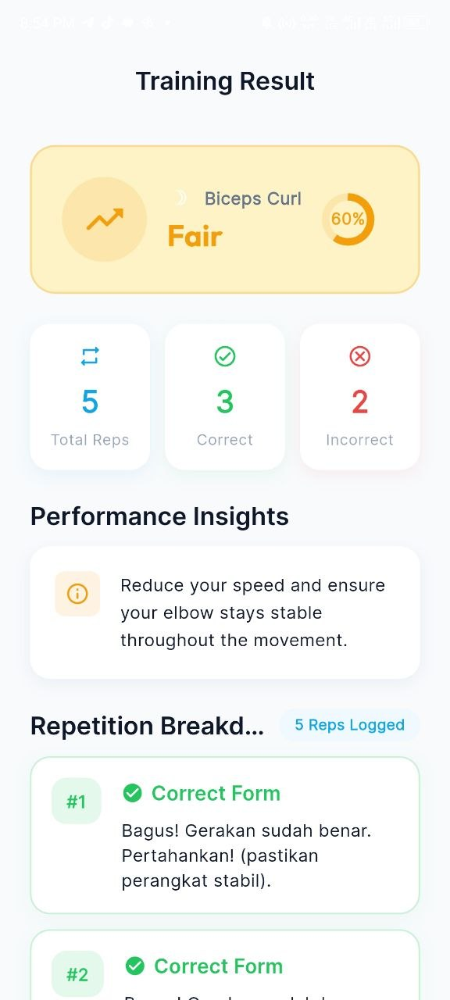 8:54 PM
Training Result
Biceps Curl
Fair
60%
5
Total Reps
3
Correct
2
Incorrect
Performance Insights
Reduce your speed and ensure
your elbow stays stable
throughout the movement.
Repetition Breakd...
5 Reps Logged
#1
Correct Form
Bagus! Gerakan sudah benar.
Pertahankan! (pastikan
perangkat stabil).
#2
Correct Form